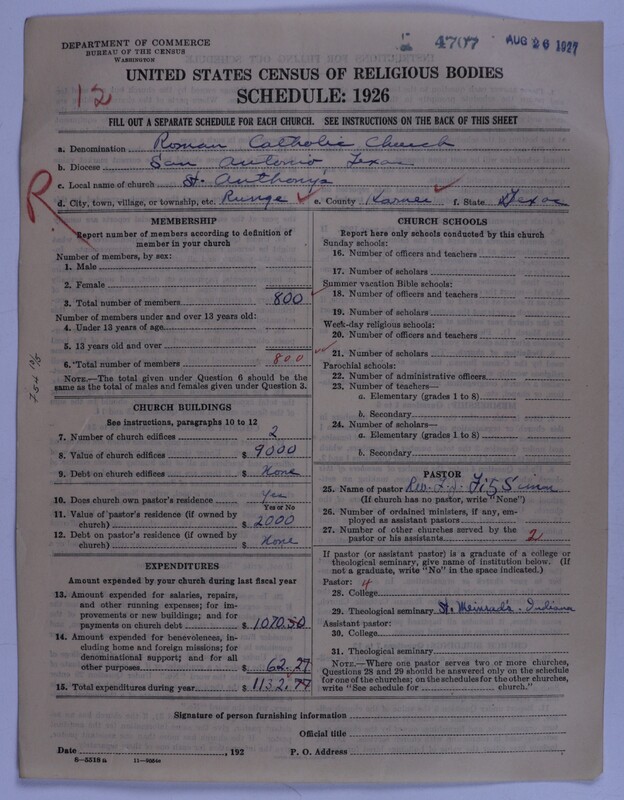 DEPARTMENT OF COMMERCE
BUREAU OF THE CENSUS
WASHINGTON
4707 AUG 26 1927
UNITED STATES CENSUS OF RELIGIOUS BODIES
12
SCHEDULE: 1926
FILL OUT A SEPARATE SCHEDULE FOR EACH CHURCH. SEE INSTRUCTIONS ON THE BACK OF THIS SHEET
a. Denomination Roman Catholic Church
b. Diocese San Antonio Texas
c. Local name of church St. Anthony's
d. City, town, village, or township, etc. Runge e. County Karnes f. State Texas
R
MEMBERSHIP
Report number of members according to definition of
member in your church
Number of members, by sex:
1. Male
2. Female
3. Total number of members 800
Number of members under and over 13 years old:
4. Under 13 years of age
5. 13 years old and over
6. *Total number of members 800
NOTE.—The total given under Question 6 should be
same as the total of males and females given under Question 3.
CHURCH BUILDINGS
See instructions, paragraphs 10 to 12
7. Number of church edifices 2
8. Value of church edifices $ 9000
9. Debt on church edifices $ None
10. Does church own pastor's residence Yes
Yes or No
11. Value of pastor's residence (if owned by
church) $ 2000
12. Debt on pastor's residence (if owned by
church) $ None
EXPENDITURES
Amount expended by your church during last fiscal year
13. Amount expended for salaries, repairs,
and other running expenses; for im-
provements or new buildings; and for
payments on church debt $ 1070.50
14. Amount expended for benevolences, in-
cluding home and foreign missions; for
denominational support; and for all
other purposes $ 62.27
15. Total expenditures during year $ 1132.77
CHURCH SCHOOLS
Report here only schools conducted by this church
Sunday schools:
16. Number of officers and teachers
17. Number of scholars
Summer vacation Bible schools:
18. Number of officers and teachers
19. Number of scholars
Week-day religious schools:
20. Number of officers and teachers
21. Number of scholars
Parochial schools:
22. Number of administrative officers
23. Number of teachers—
a. Elementary (grades 1 to 8)
b. Secondary
24. Number of scholars—
a. Elementary (grades 1 to 8)
b. Secondary
PASTOR
25. Name of pastor Rev. L. J. FitzSimon
(If church has no pastor, write "None")
26. Number of ordained ministers, if any, em-
ployed as assistant pastors
27. Number of other churches served by the
pastor or his assistants 2
If pastor (or assistant pastor) is a graduate of a college or
theological seminary, give name of institution below. (If
not a graduate, write "No" in the space indicated.)
Pastor: 4
28. College
29. Theological seminary St. Meinrad's. Indiana
Assistant pastor:
30. College
31. Theological seminary
NOTE.—Where one pastor serves two or more churches,
Questions 28 and 29 should be answered only on the schedule
for one of the churches; on the schedules for the other churches,
write "See schedule for church."
Signature of person furnishing information
Official title
Date , 192 P. O. Address